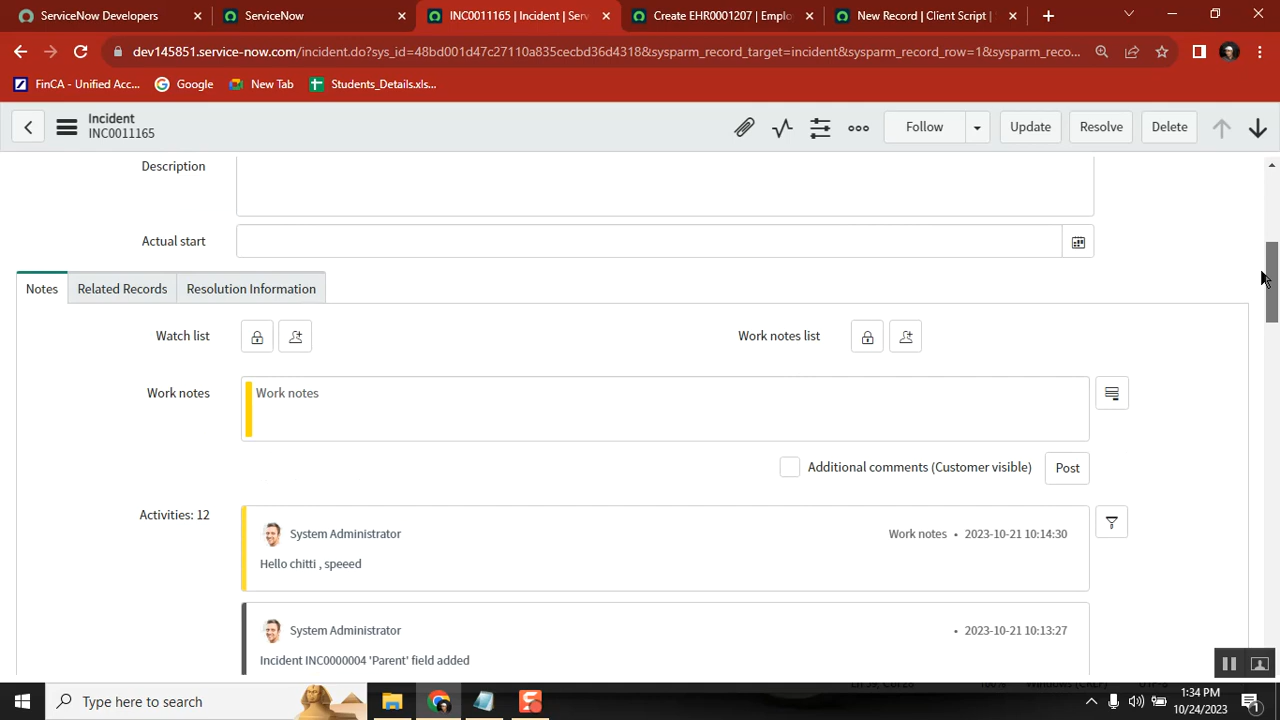 ServiceNow Developers
ServiceNow
INC0011165 | Incident | Serv
Create EHR0001207 | Emplo
New Record | Client Script |
dev145851.service-now.com/incident.do?sys_id=48bd001d47c27110a835cecbd36d4318&sysparm_record_target=incident&sysparm_record_row=1&sysparm_reco...
FinCA - Unified Acc...
Google
New Tab
Students_Details.xls...
Incident
INC0011165
Follow
Update
Resolve
Delete
Description
Actual start
Notes
Related Records
Resolution Information
Watch list
Work notes list
Work notes
Work notes
Additional comments (Customer visible)
Post
Activities: 12
System Administrator
Work notes • 2023-10-21 10:14:30
Hello chitti , speeed
System Administrator
• 2023-10-21 10:13:27
Incident INC0000004 'Parent' field added
Type here to search
1:34 PM
10/24/2023
1